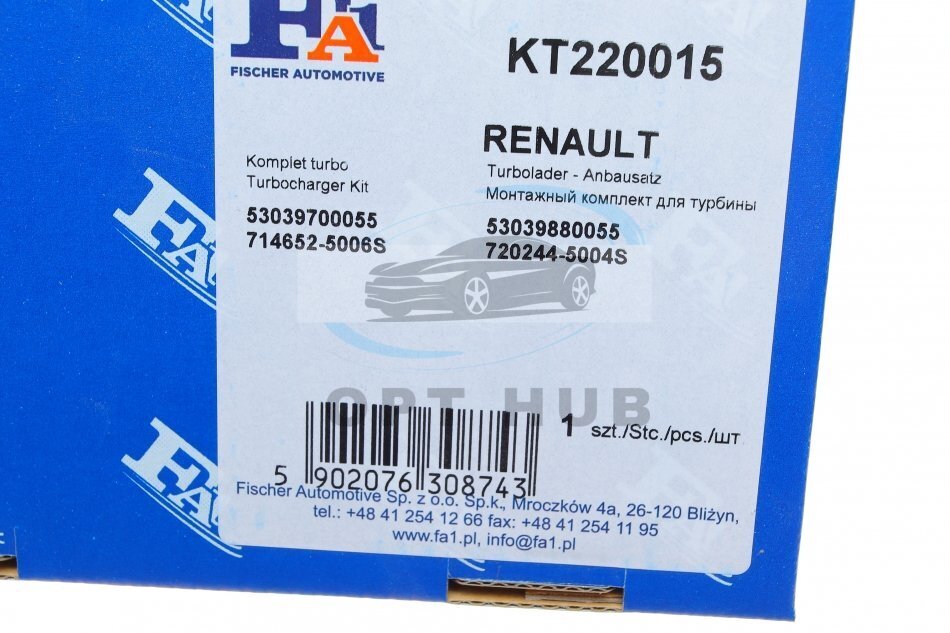 FA1
FISCHER AUTOMOTIVE
KT220015
RENAULT
Komplet turbo
Turbocharger Kit
Turbolader - Anbausatz
Монтажный комплект для турбины
53039700055
714652-5006S
53039880055
720244-5004S
OPT HUB
1 szt./Stc./pcs./шт
5 902076 308743
Fischer Automotive Sp. z o.o. Sp.k., Mroczków 4a, 26-120 Bliżyn,
tel.: +48 41 254 12 66 fax: +48 41 254 11 95
www.fa1.pl, info@fa1.pl
FA1
FA1
FA1